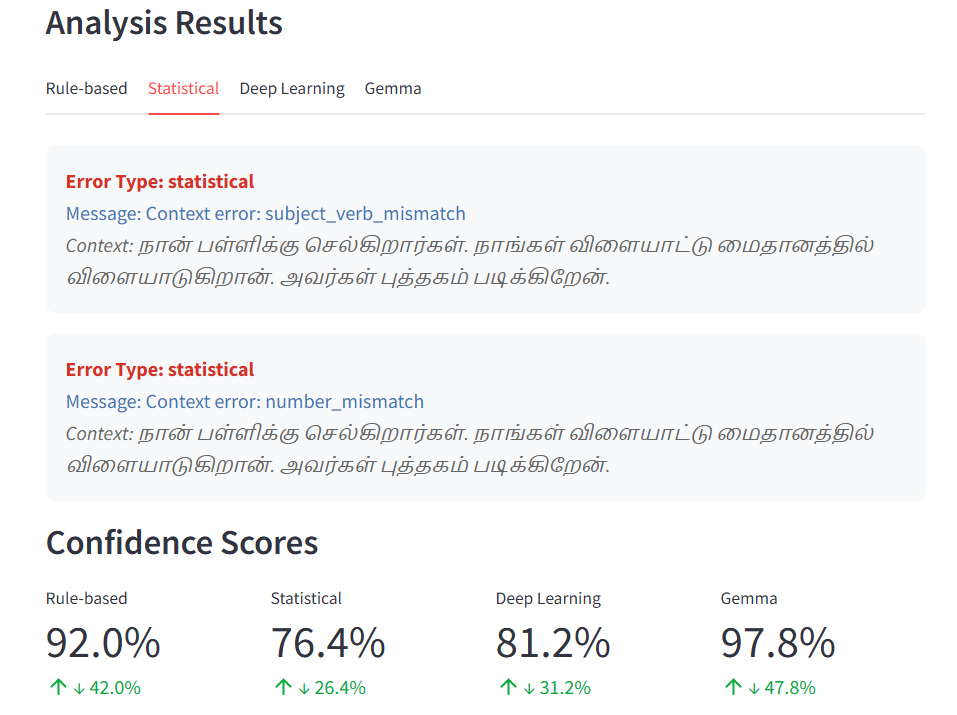 Analysis Results
Rule-based Statistical Deep Learning Gemma
Error Type: statistical
Message: Context error: subject_verb_mismatch
Context: நான் பள்ளிக்கு செல்கிறார்கள். நாங்கள் விளையாட்டு மைதானத்தில்
விளையாடுகிறான். அவர்கள் புத்தகம் படிக்கிறேன்.
Error Type: statistical
Message: Context error: number_mismatch
Context: நான் பள்ளிக்கு செல்கிறார்கள். நாங்கள் விளையாட்டு மைதானத்தில்
விளையாடுகிறான். அவர்கள் புத்தகம் படிக்கிறேன்.
Confidence Scores
Rule-based Statistical Deep Learning Gemma
92.0% 76.4% 81.2% 97.8%
↑ ↓ 42.0% ↑ ↓ 26.4% ↑ ↓ 31.2% ↑ ↓ 47.8%